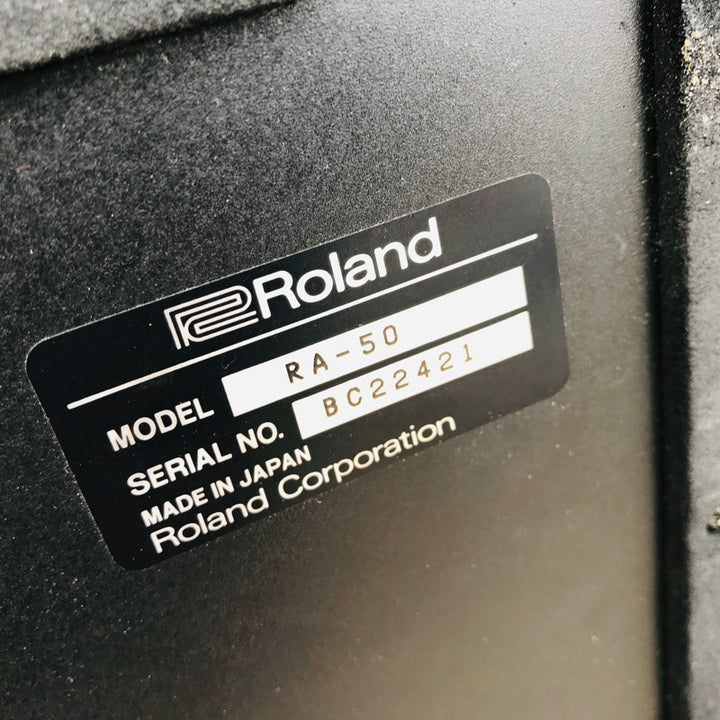 Roland
MODEL RA-50
SERIAL NO. BC22421
MADE IN JAPAN
Roland Corporation